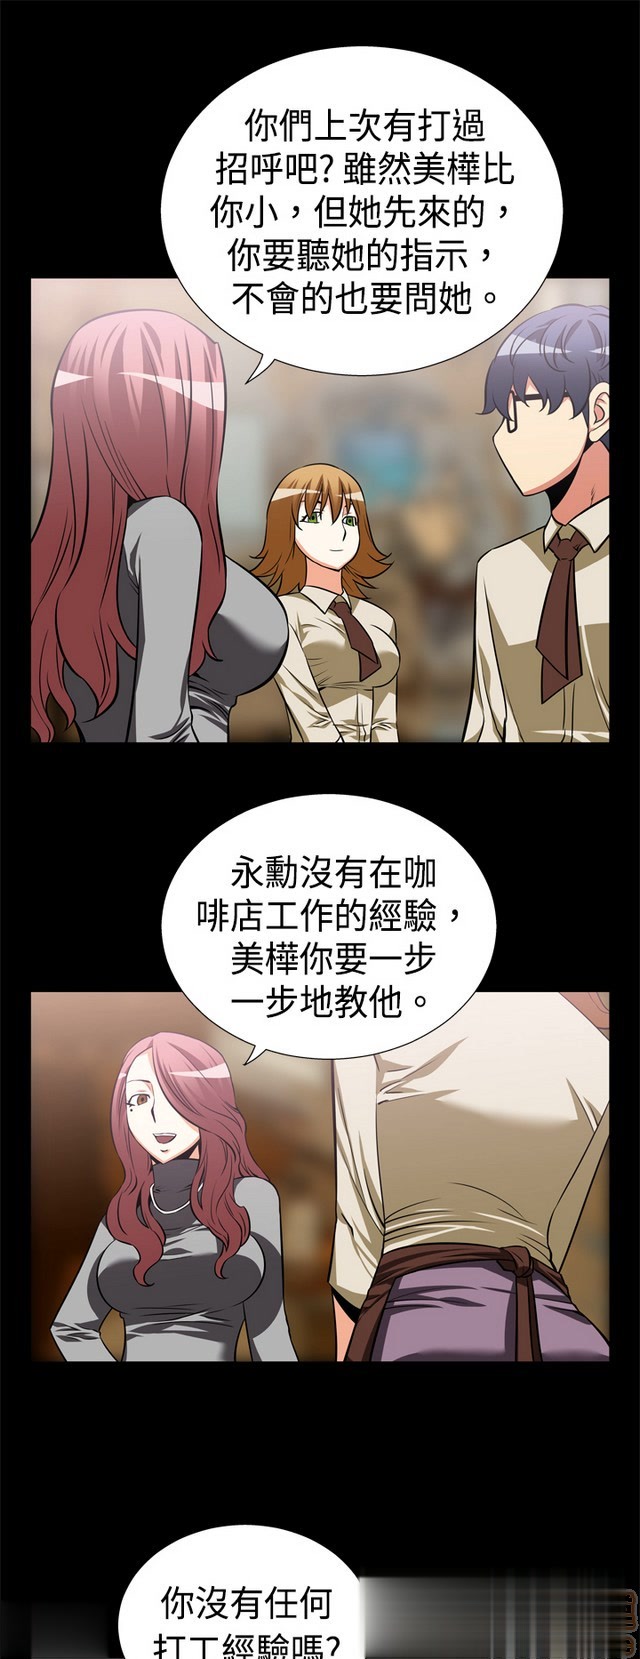 你們上次有打過
招呼吧? 雖然美樺比
你小，但她先來的，
你要聽她的指示，
不會的也要問她。
永勳沒有在咖
啡店工作的經驗，
美樺你要一步
一步地教他。
你沒有任何
打工經驗嗎?